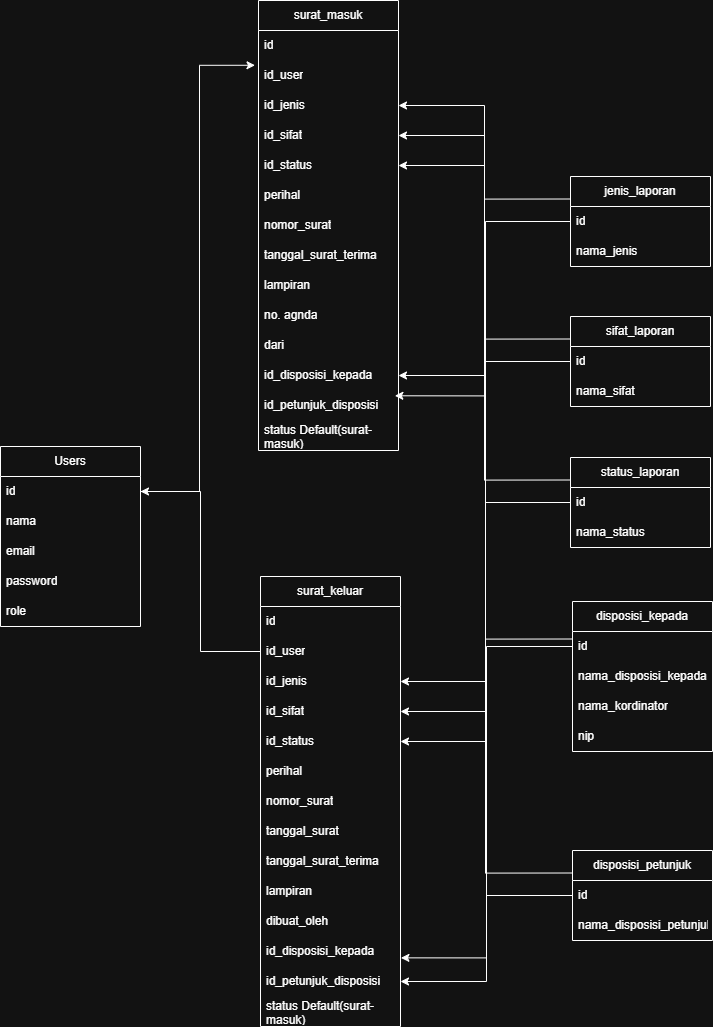 surat_masuk
id
id_user
id_jenis
id_sifat
id_status
perihal
nomor_surat
tanggal_surat_terima
lampiran
no. agnda
dari
id_disposisi_kepada
id_petunjuk_disposisi
status Default(surat-
masuk)
jenis_laporan
id
nama_jenis
sifat_laporan
id
nama_sifat
status_laporan
id
nama_status
Users
id
nama
email
password
role
surat_keluar
id
id_user
id_jenis
id_sifat
id_status
perihal
nomor_surat
tanggal_surat
tanggal_surat_terima
lampiran
dibuat_oleh
id_disposisi_kepada
id_petunjuk_disposisi
status Default(surat-
masuk)
disposisi_kepada
id
nama_disposisi_kepada
nama_kordinator
nip
disposisi_petunjuk
id
nama_disposisi_petunjuk